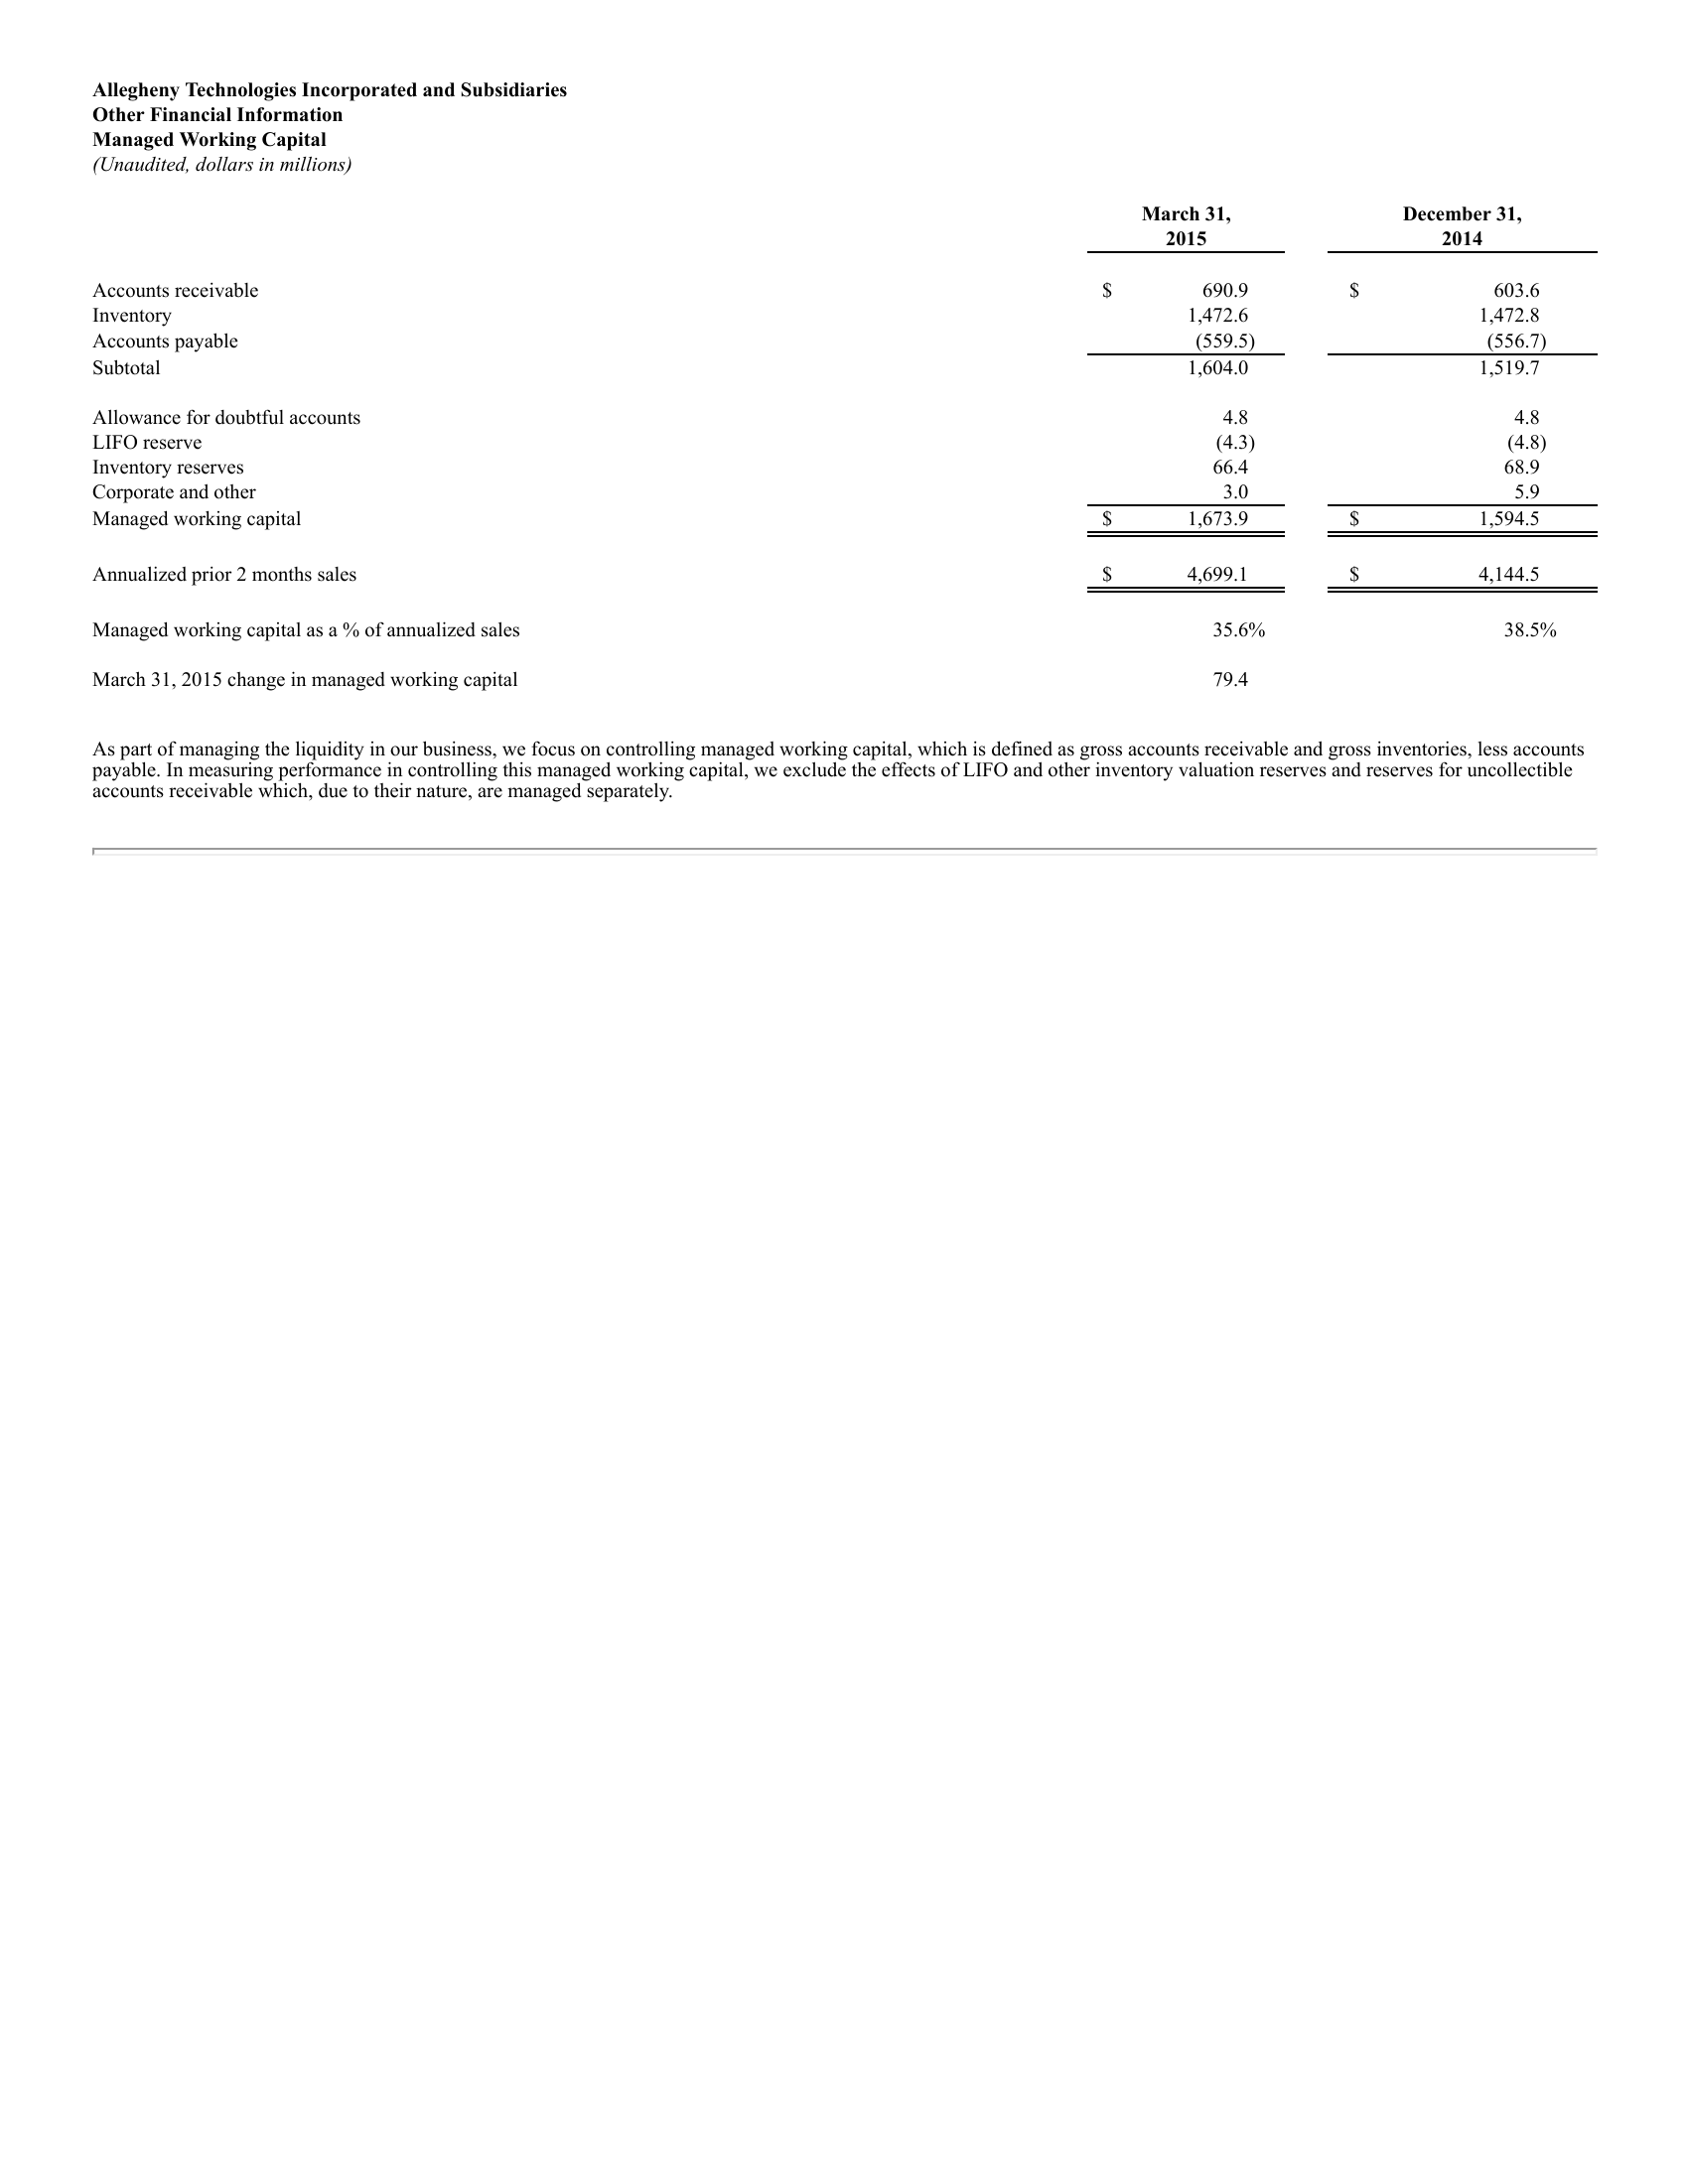 Allegheny Technologies Incorporated and Subsidiaries
Other Financial Information
Managed Working Capital
(Unaudited, dollars in millions)
March 31, December 31,
2015 2014
Accounts receivable $ 690.9 $ 603.6
Inventory 1,472.6 1,472.8
Accounts payable (559.5) (556.7)
Subtotal 1,604.0 1,519.7
Allowance for doubtful accounts 4.8 4.8
LIFO reserve (4.3) (4.8)
Inventory reserves 66.4 68.9
Corporate and other 3.0 5.9
Managed working capital $ 1,673.9 $ 1,594.5
Annualized prior 2 months sales $ 4,699.1 $ 4,144.5
Managed working capital as a % of annualized sales 35.6% 38.5%
March 31, 2015 change in managed working capital 79.4
As part of managing the liquidity in our business, we focus on controlling managed working capital, which is defined as gross accounts receivable and gross inventories, less accounts
payable. In measuring performance in controlling this managed working capital, we exclude the effects of LIFO and other inventory valuation reserves and reserves for uncollectible
accounts receivable which, due to their nature, are managed separately.